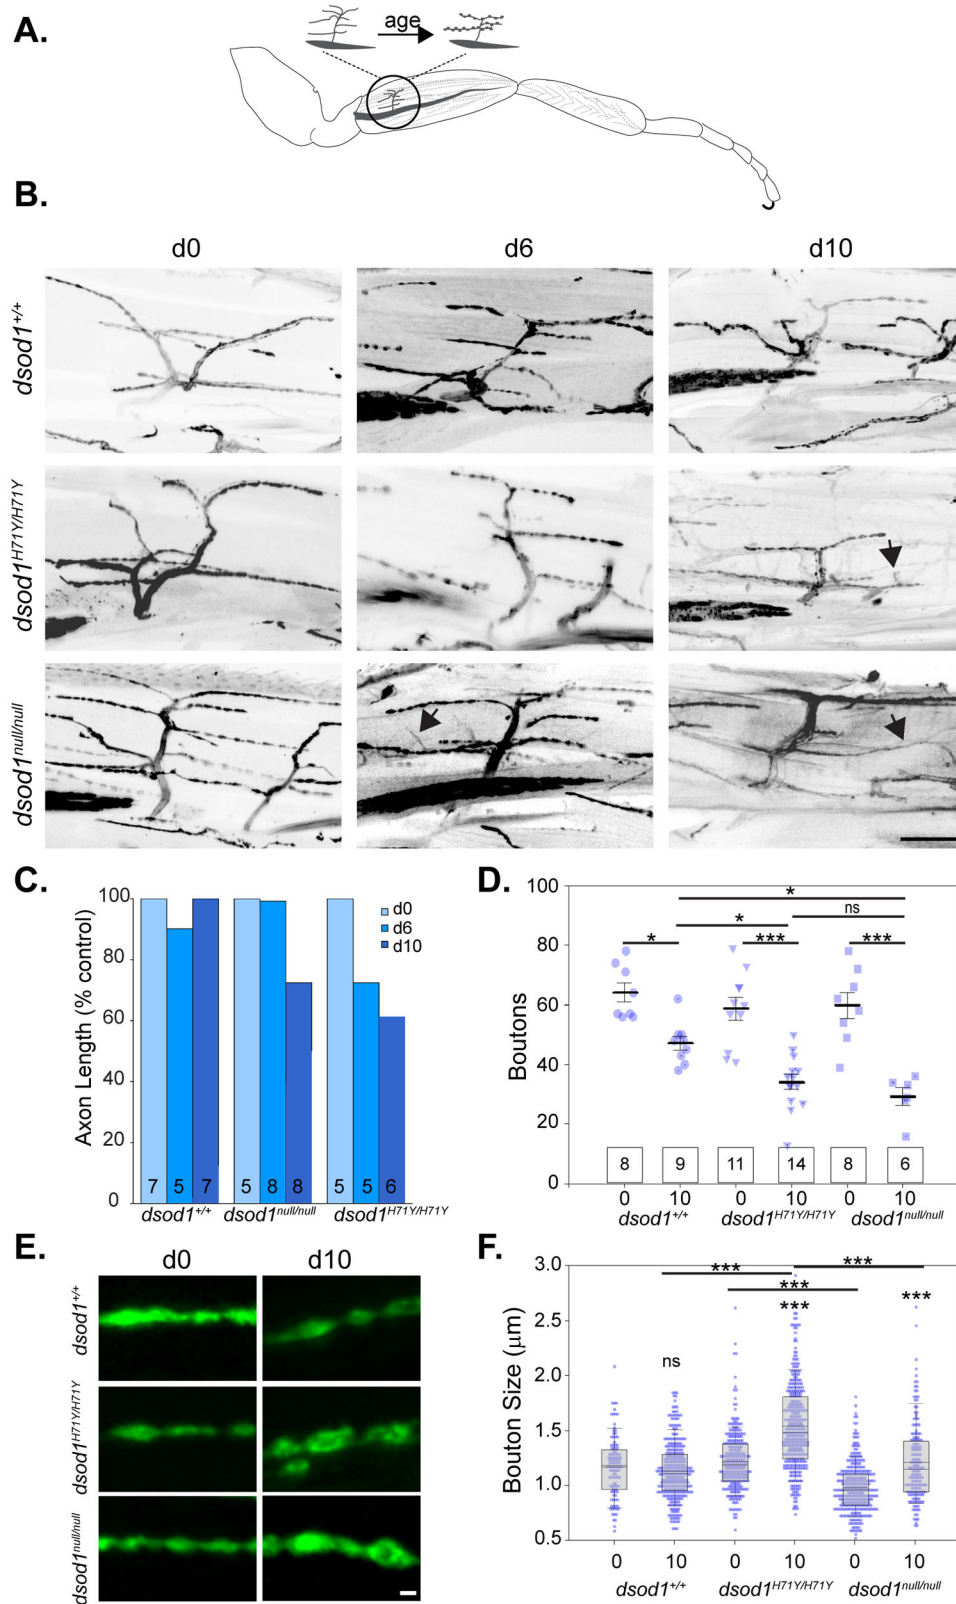 A.
age
B.
d0 d6 d10
dsod1+/+
dsod1H71Y/H71Y
dsod1null/null
C.
Axon Length (% control)
100
80
60
40
20
0
d0
d6
d10
7 5 7 5 8 8 5 5 6
dsod1+/+ dsod1null/null dsod1H71Y/H71Y
D.
Boutons
100
80
60
40
20
0
*
* ns
* *** ***
8 9 11 14 8 6
0 10 0 10 0 10
dsod1+/+ dsod1H71Y/H71Y dsod1null/null
E.
d0 d10
dsod1+/+
dsod1H71Y/H71Y
dsod1null/null
F.
Bouton Size (μm)
3.0
2.5
2.0
1.5
1.0
0.5
*** ***
***
*** ***
ns
0 10 0 10 0 10
dsod1+/+ dsod1H71Y/H71Y dsod1null/null